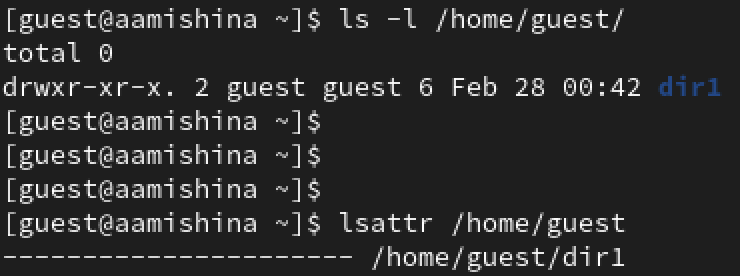 [guest@aamishina ~]$ ls -l /home/guest/
total 0
drwxr-xr-x. 2 guest guest 6 Feb 28 00:42 dir1
[guest@aamishina ~]$
[guest@aamishina ~]$
[guest@aamishina ~]$
[guest@aamishina ~]$ lsattr /home/guest
---------------------- /home/guest/dir1